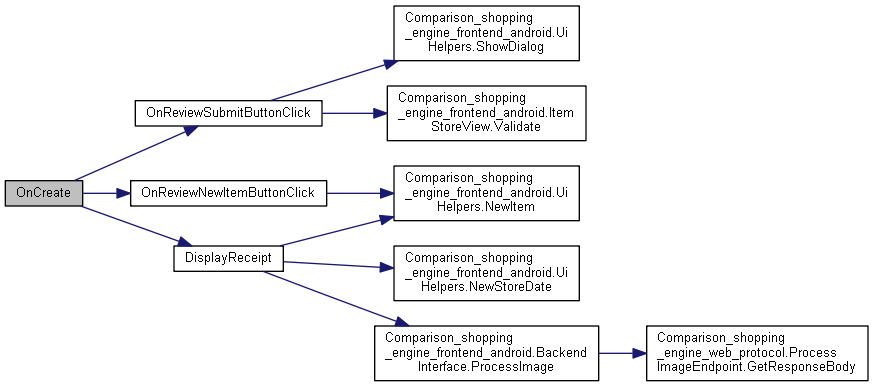 Comparison_shopping
_engine_frontend_android.Ui
Helpers.ShowDialog
OnReviewSubmitButtonClick
Comparison_shopping
_engine_frontend_android.Item
StoreView.Validate
OnCreate
OnReviewNewItemButtonClick
Comparison_shopping
_engine_frontend_android.Ui
Helpers.NewItem
DisplayReceipt
Comparison_shopping
_engine_frontend_android.Ui
Helpers.NewStoreDate
Comparison_shopping
_engine_frontend_android.Backend
Interface.ProcessImage
Comparison_shopping
_engine_web_protocol.Process
ImageEndpoint.GetResponseBody